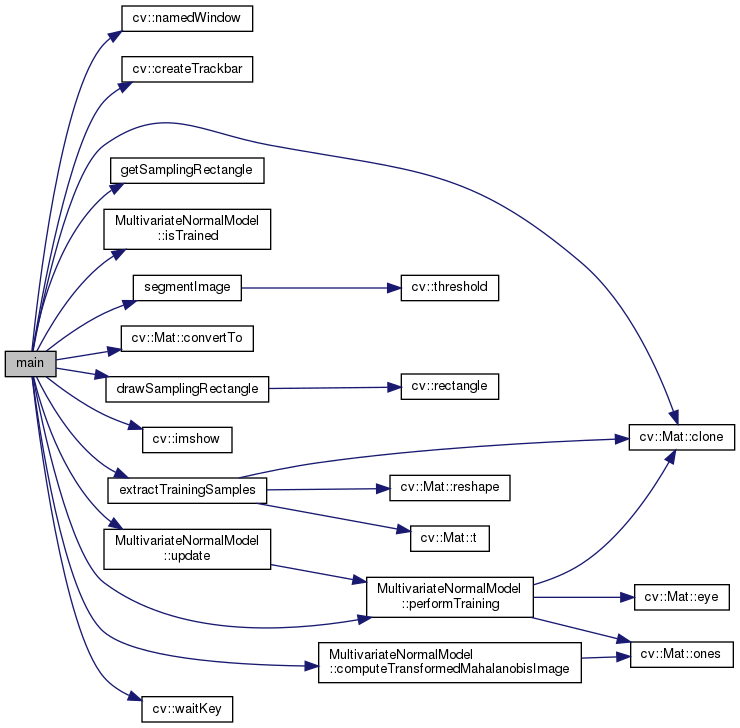 cv::namedWindow
cv::createTrackbar
getSamplingRectangle
MultivariateNormalModel
::isTrained
segmentImage
cv::threshold
cv::Mat::convertTo
main
drawSamplingRectangle
cv::rectangle
cv::imshow
cv::Mat::clone
extractTrainingSamples
cv::Mat::reshape
cv::Mat::t
MultivariateNormalModel
::update
MultivariateNormalModel
::performTraining
cv::Mat::eye
cv::Mat::ones
MultivariateNormalModel
::computeTransformedMahalanobisImage
cv::waitKey